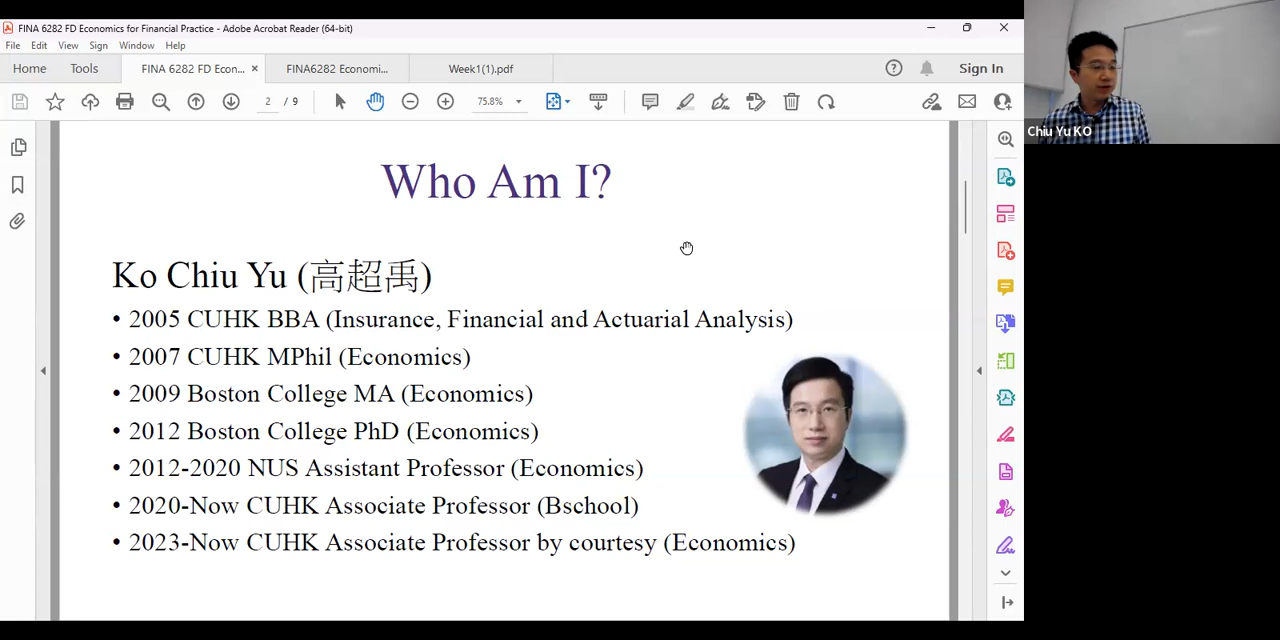 FINA 6282 FD Economics for Financial Practice - Adobe Acrobat Reader (64-bit)
File Edit View Sign Window Help
Home Tools FINA 6282 FD Econ... × FINA6282 Economi... Week1(1).pdf Sign In
2 / 9 75.8%
Chiu Yu KO
Who Am I?
Ko Chiu Yu (高超禹)
• 2005 CUHK BBA (Insurance, Financial and Actuarial Analysis)
• 2007 CUHK MPhil (Economics)
• 2009 Boston College MA (Economics)
• 2012 Boston College PhD (Economics)
• 2012-2020 NUS Assistant Professor (Economics)
• 2020-Now CUHK Associate Professor (Bschool)
• 2023-Now CUHK Associate Professor by courtesy (Economics)